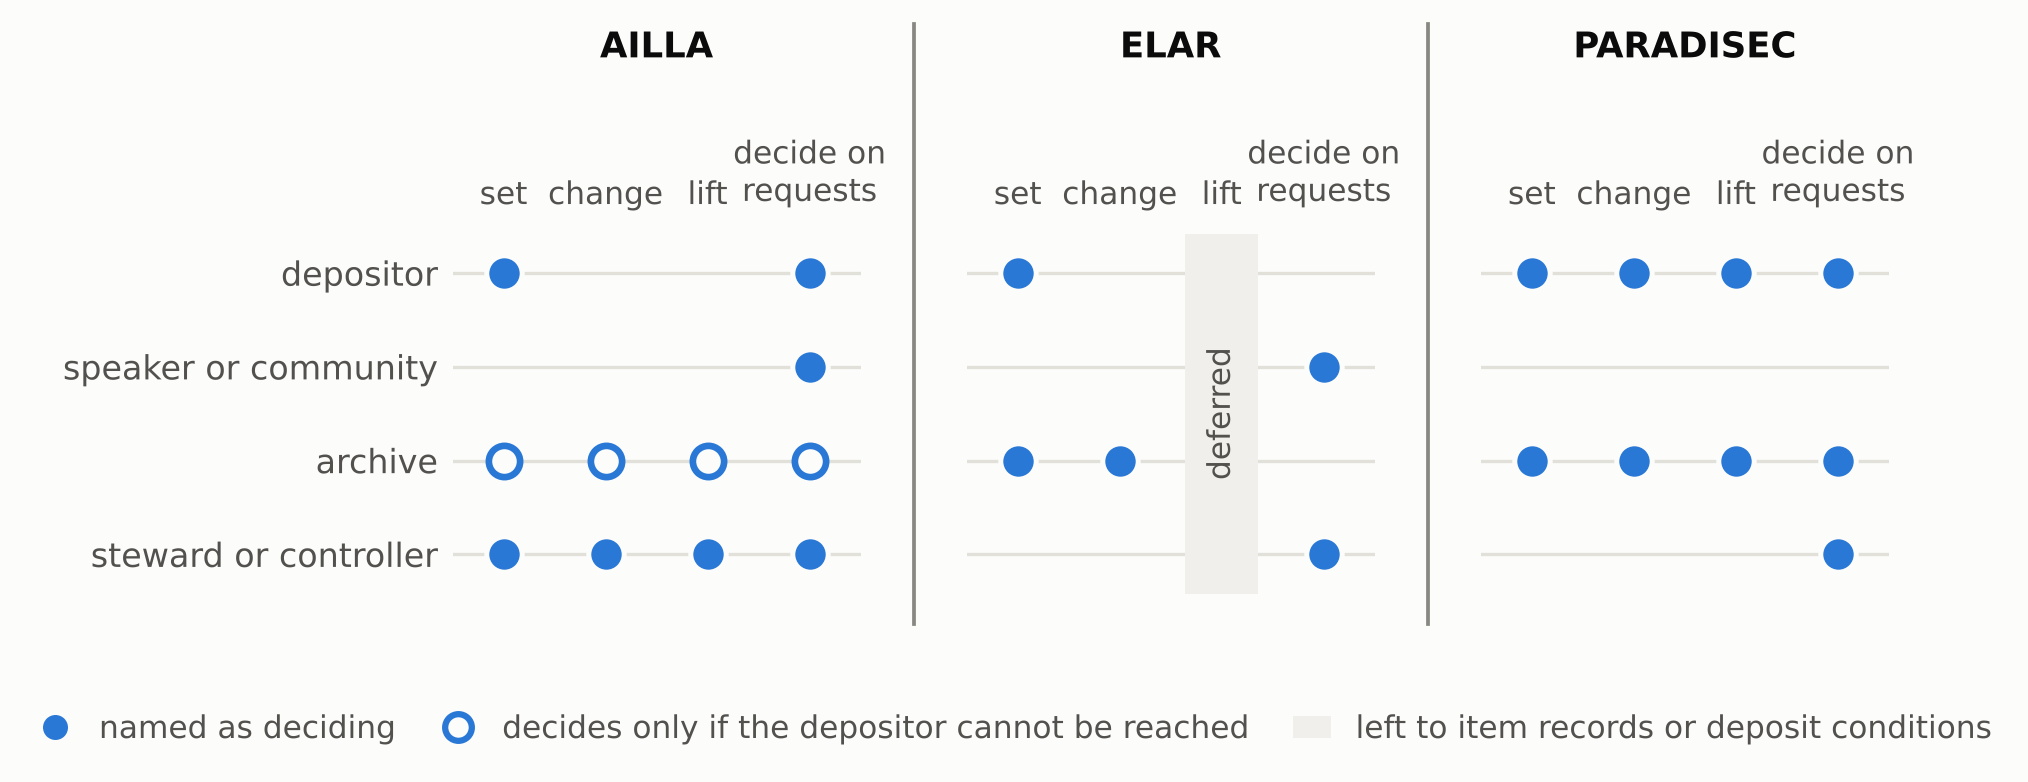 AILLA
ELAR
PARADISEC
set change lift decide on requests
set change lift decide on requests
set change lift decide on requests
depositor
speaker or community
archive
steward or controller
deferred
named as deciding
decides only if the depositor cannot be reached
left to item records or deposit conditions